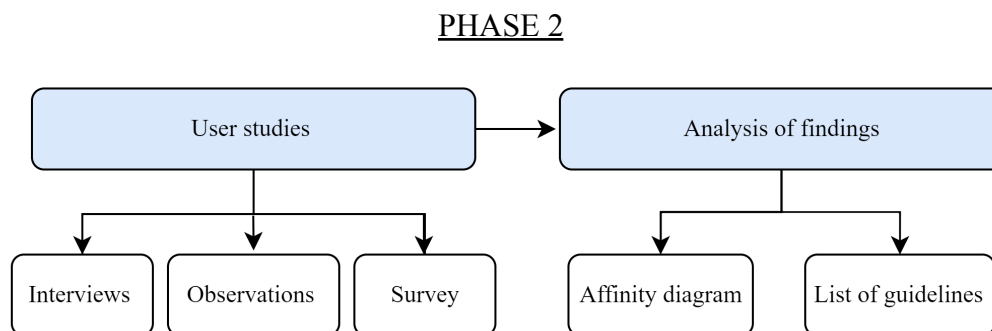 PHASE 2
User studies
Analysis of findings
Interviews
Observations
Survey
Affinity diagram
List of guidelines